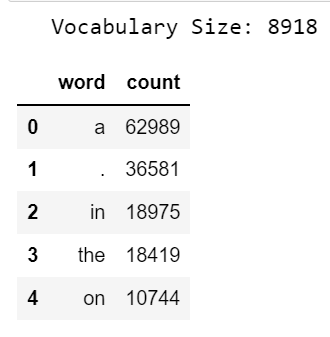 Vocabulary Size: 8918
word count
0 a 62989
1 . 36581
2 in 18975
3 the 18419
4 on 10744